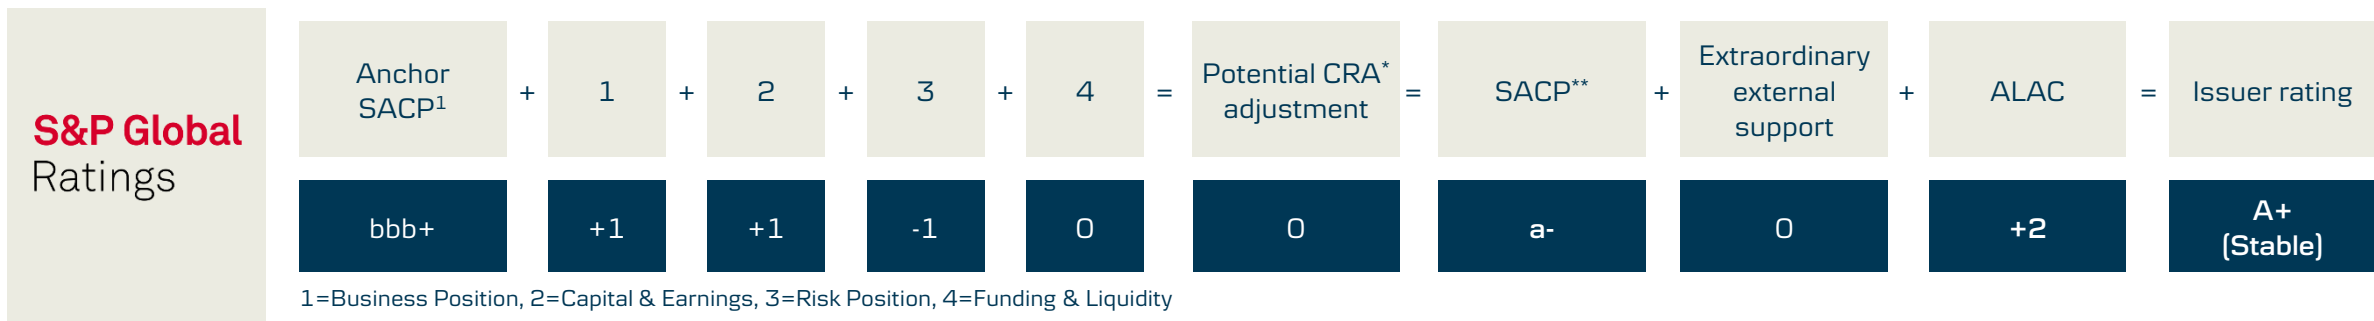 S&P Global
Ratings
Anchor
SACP¹
+
1
+
2
+
3
+
4
=
Potential CRA*
adjustment
=
SACP**
+
Extraordinary
external
support
+
ALAC
=
Issuer rating
bbb+
+1
+1
-1
0
0
a-
0
+2
A+
(Stable)
1=Business Position, 2=Capital & Earnings, 3=Risk Position, 4=Funding & Liquidity